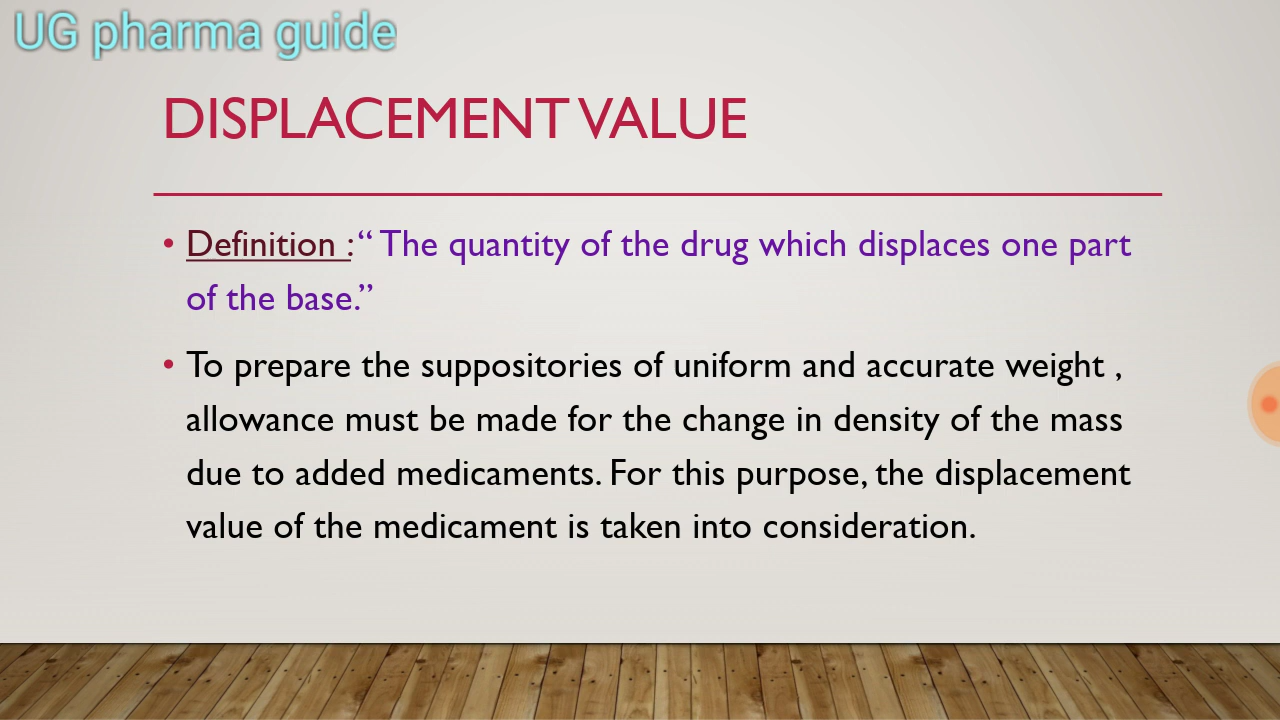 UG pharma guide
DISPLACEMENT VALUE
• Definition : “ The quantity of the drug which displaces one part
of the base.”
• To prepare the suppositories of uniform and accurate weight ,
allowance must be made for the change in density of the mass
due to added medicaments. For this purpose, the displacement
value of the medicament is taken into consideration.